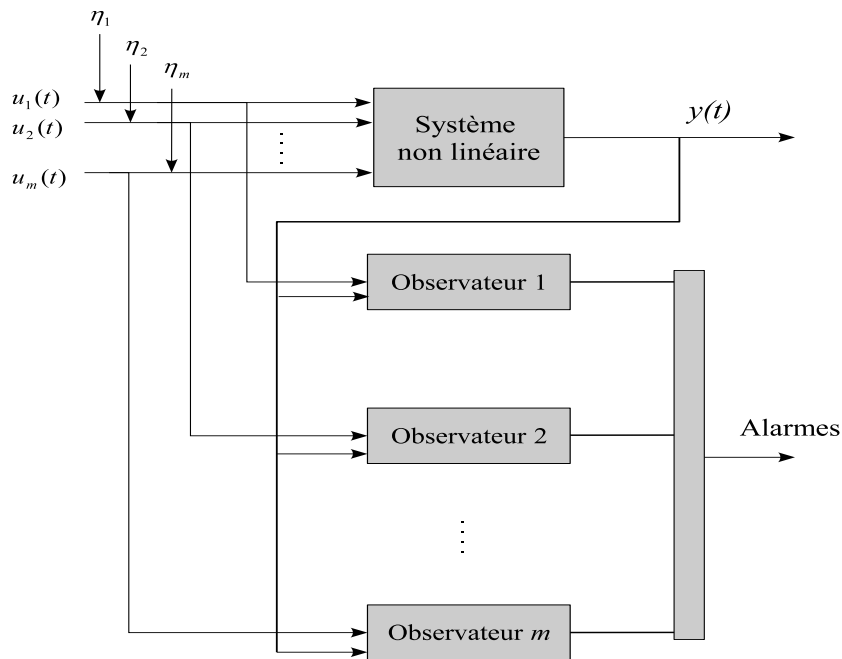 η₁
η₂
ηₘ
u₁(t)
u₂(t)
uₘ(t)
Système
non linéaire
y(t)
Observateur 1
Observateur 2
Alarmes
Observateur m